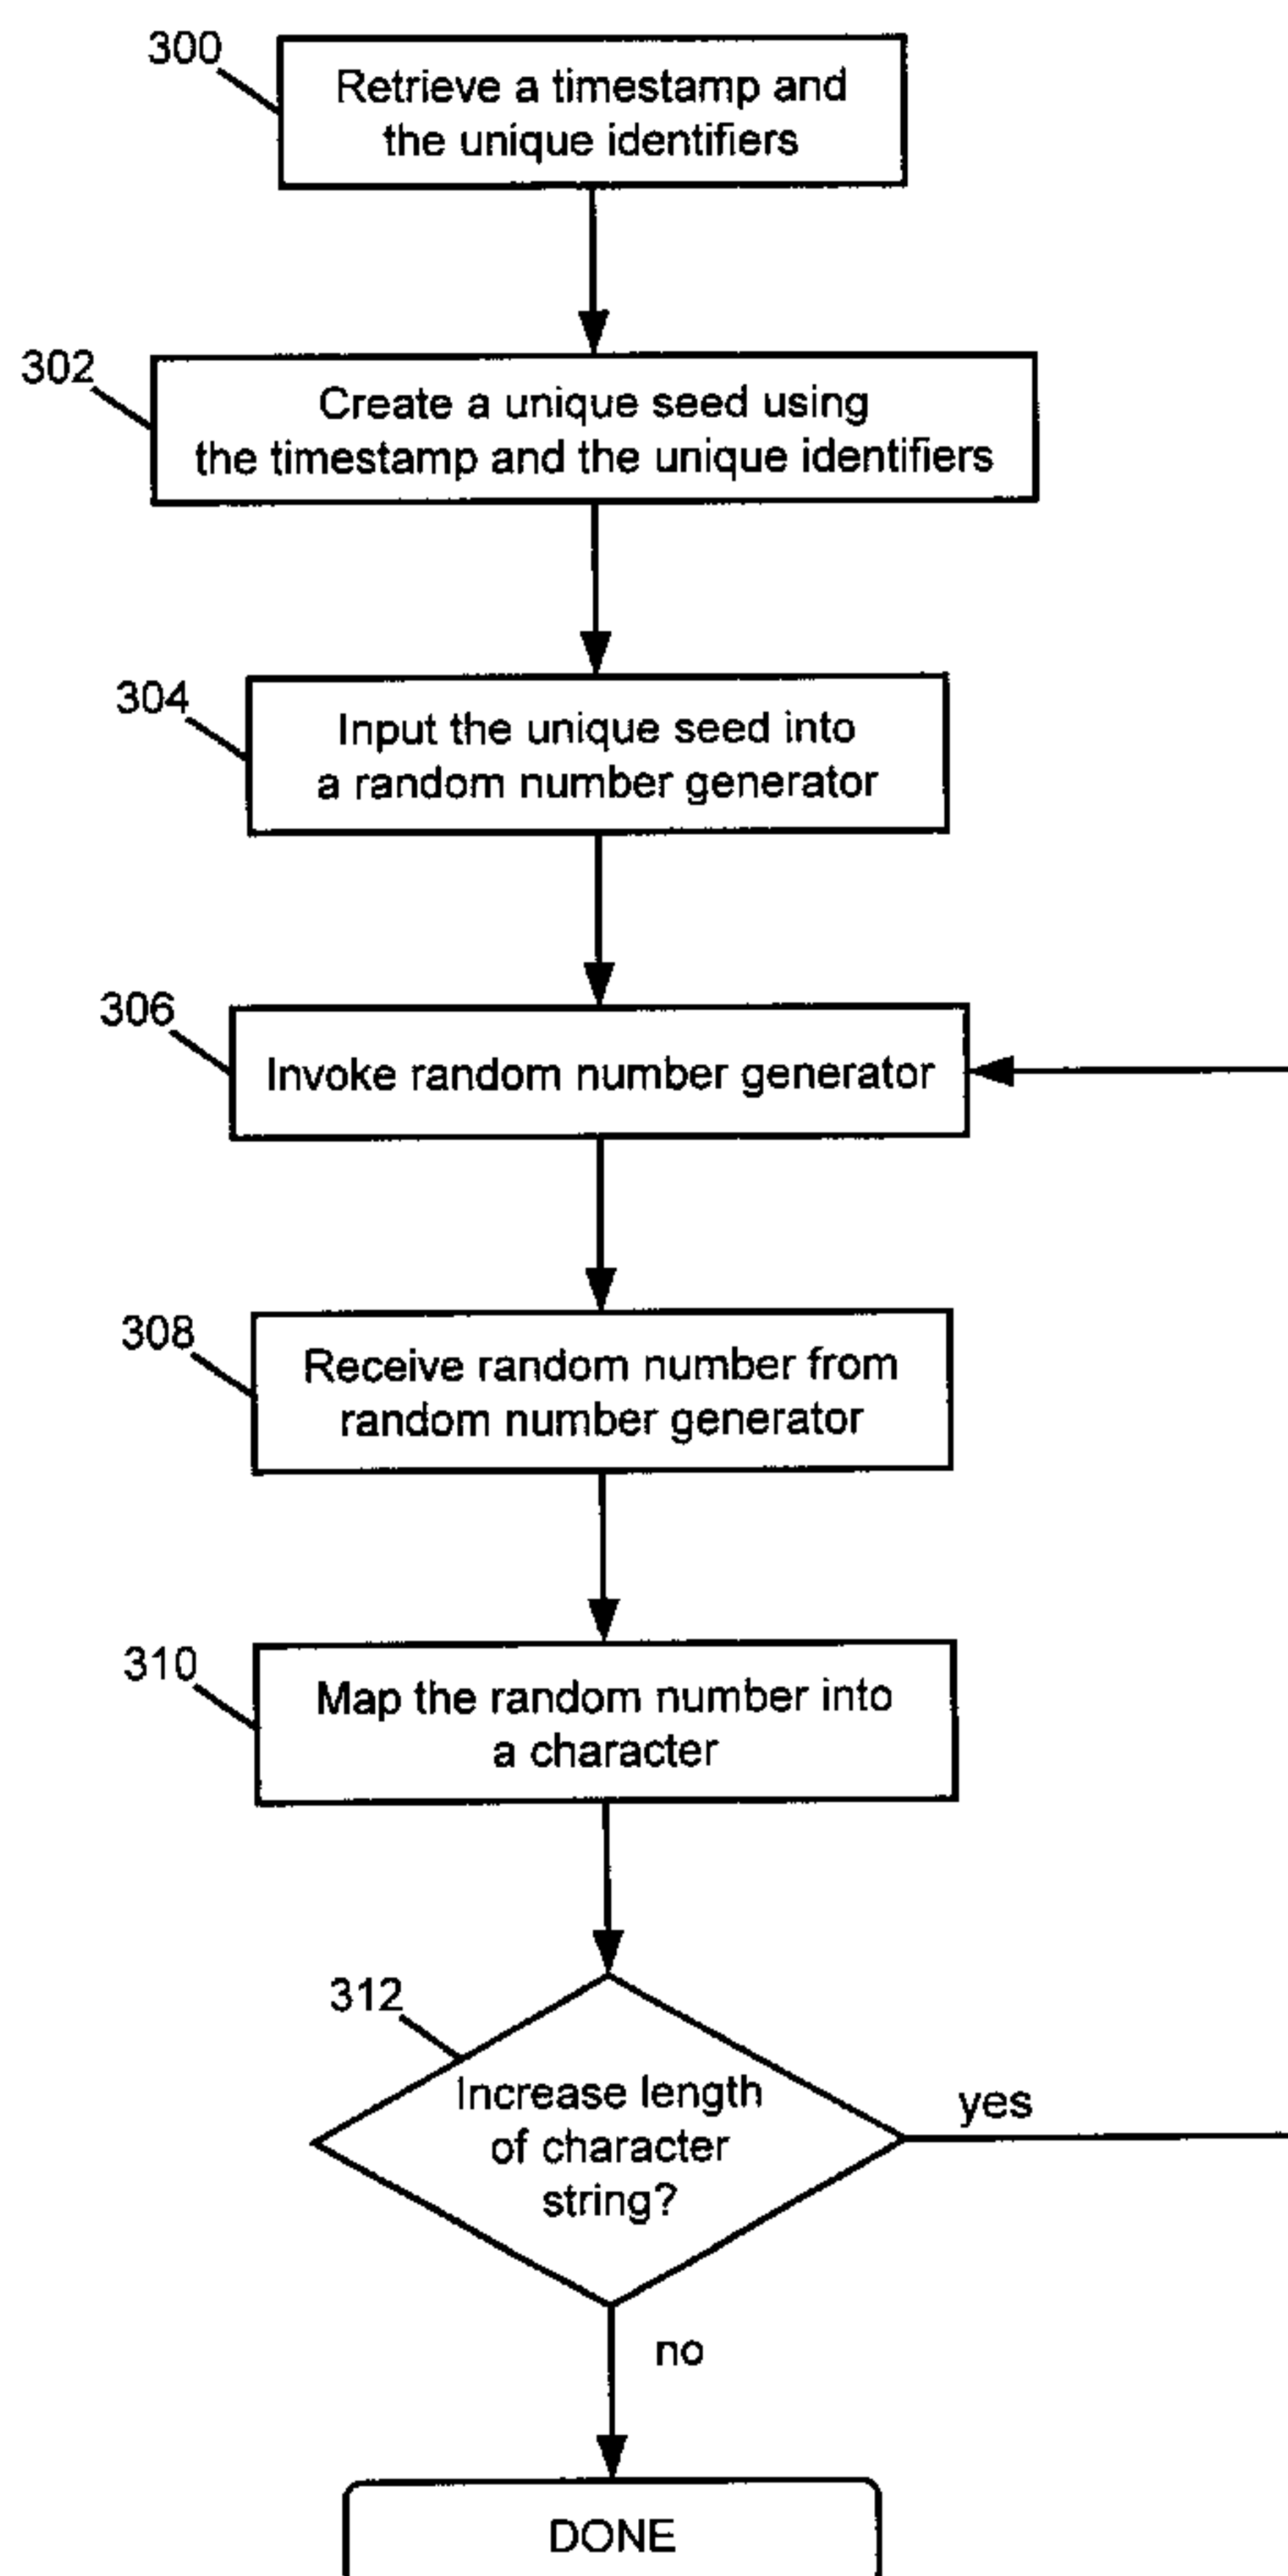 300
Retrieve a timestamp and
the unique identifiers
302
Create a unique seed using
the timestamp and the unique identifiers
304
Input the unique seed into
a random number generator
306
Invoke random number generator
308
Receive random number from
random number generator
310
Map the random number into
a character
312
Increase length
of character
string?
yes
no
DONE